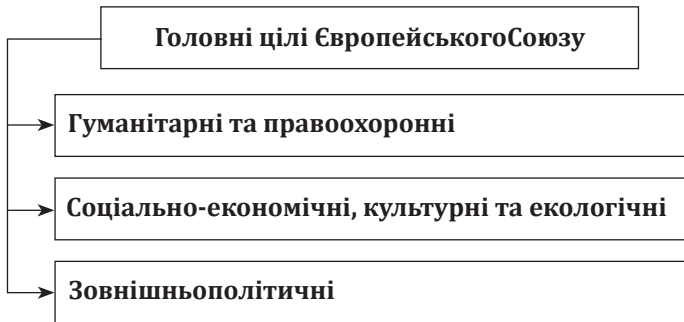 Головні цілі ЄвропейськогоСоюзу
Гуманітарні та правоохоронні
Соціально-економічні, культурні та екологічні
Зовнішньополітичні